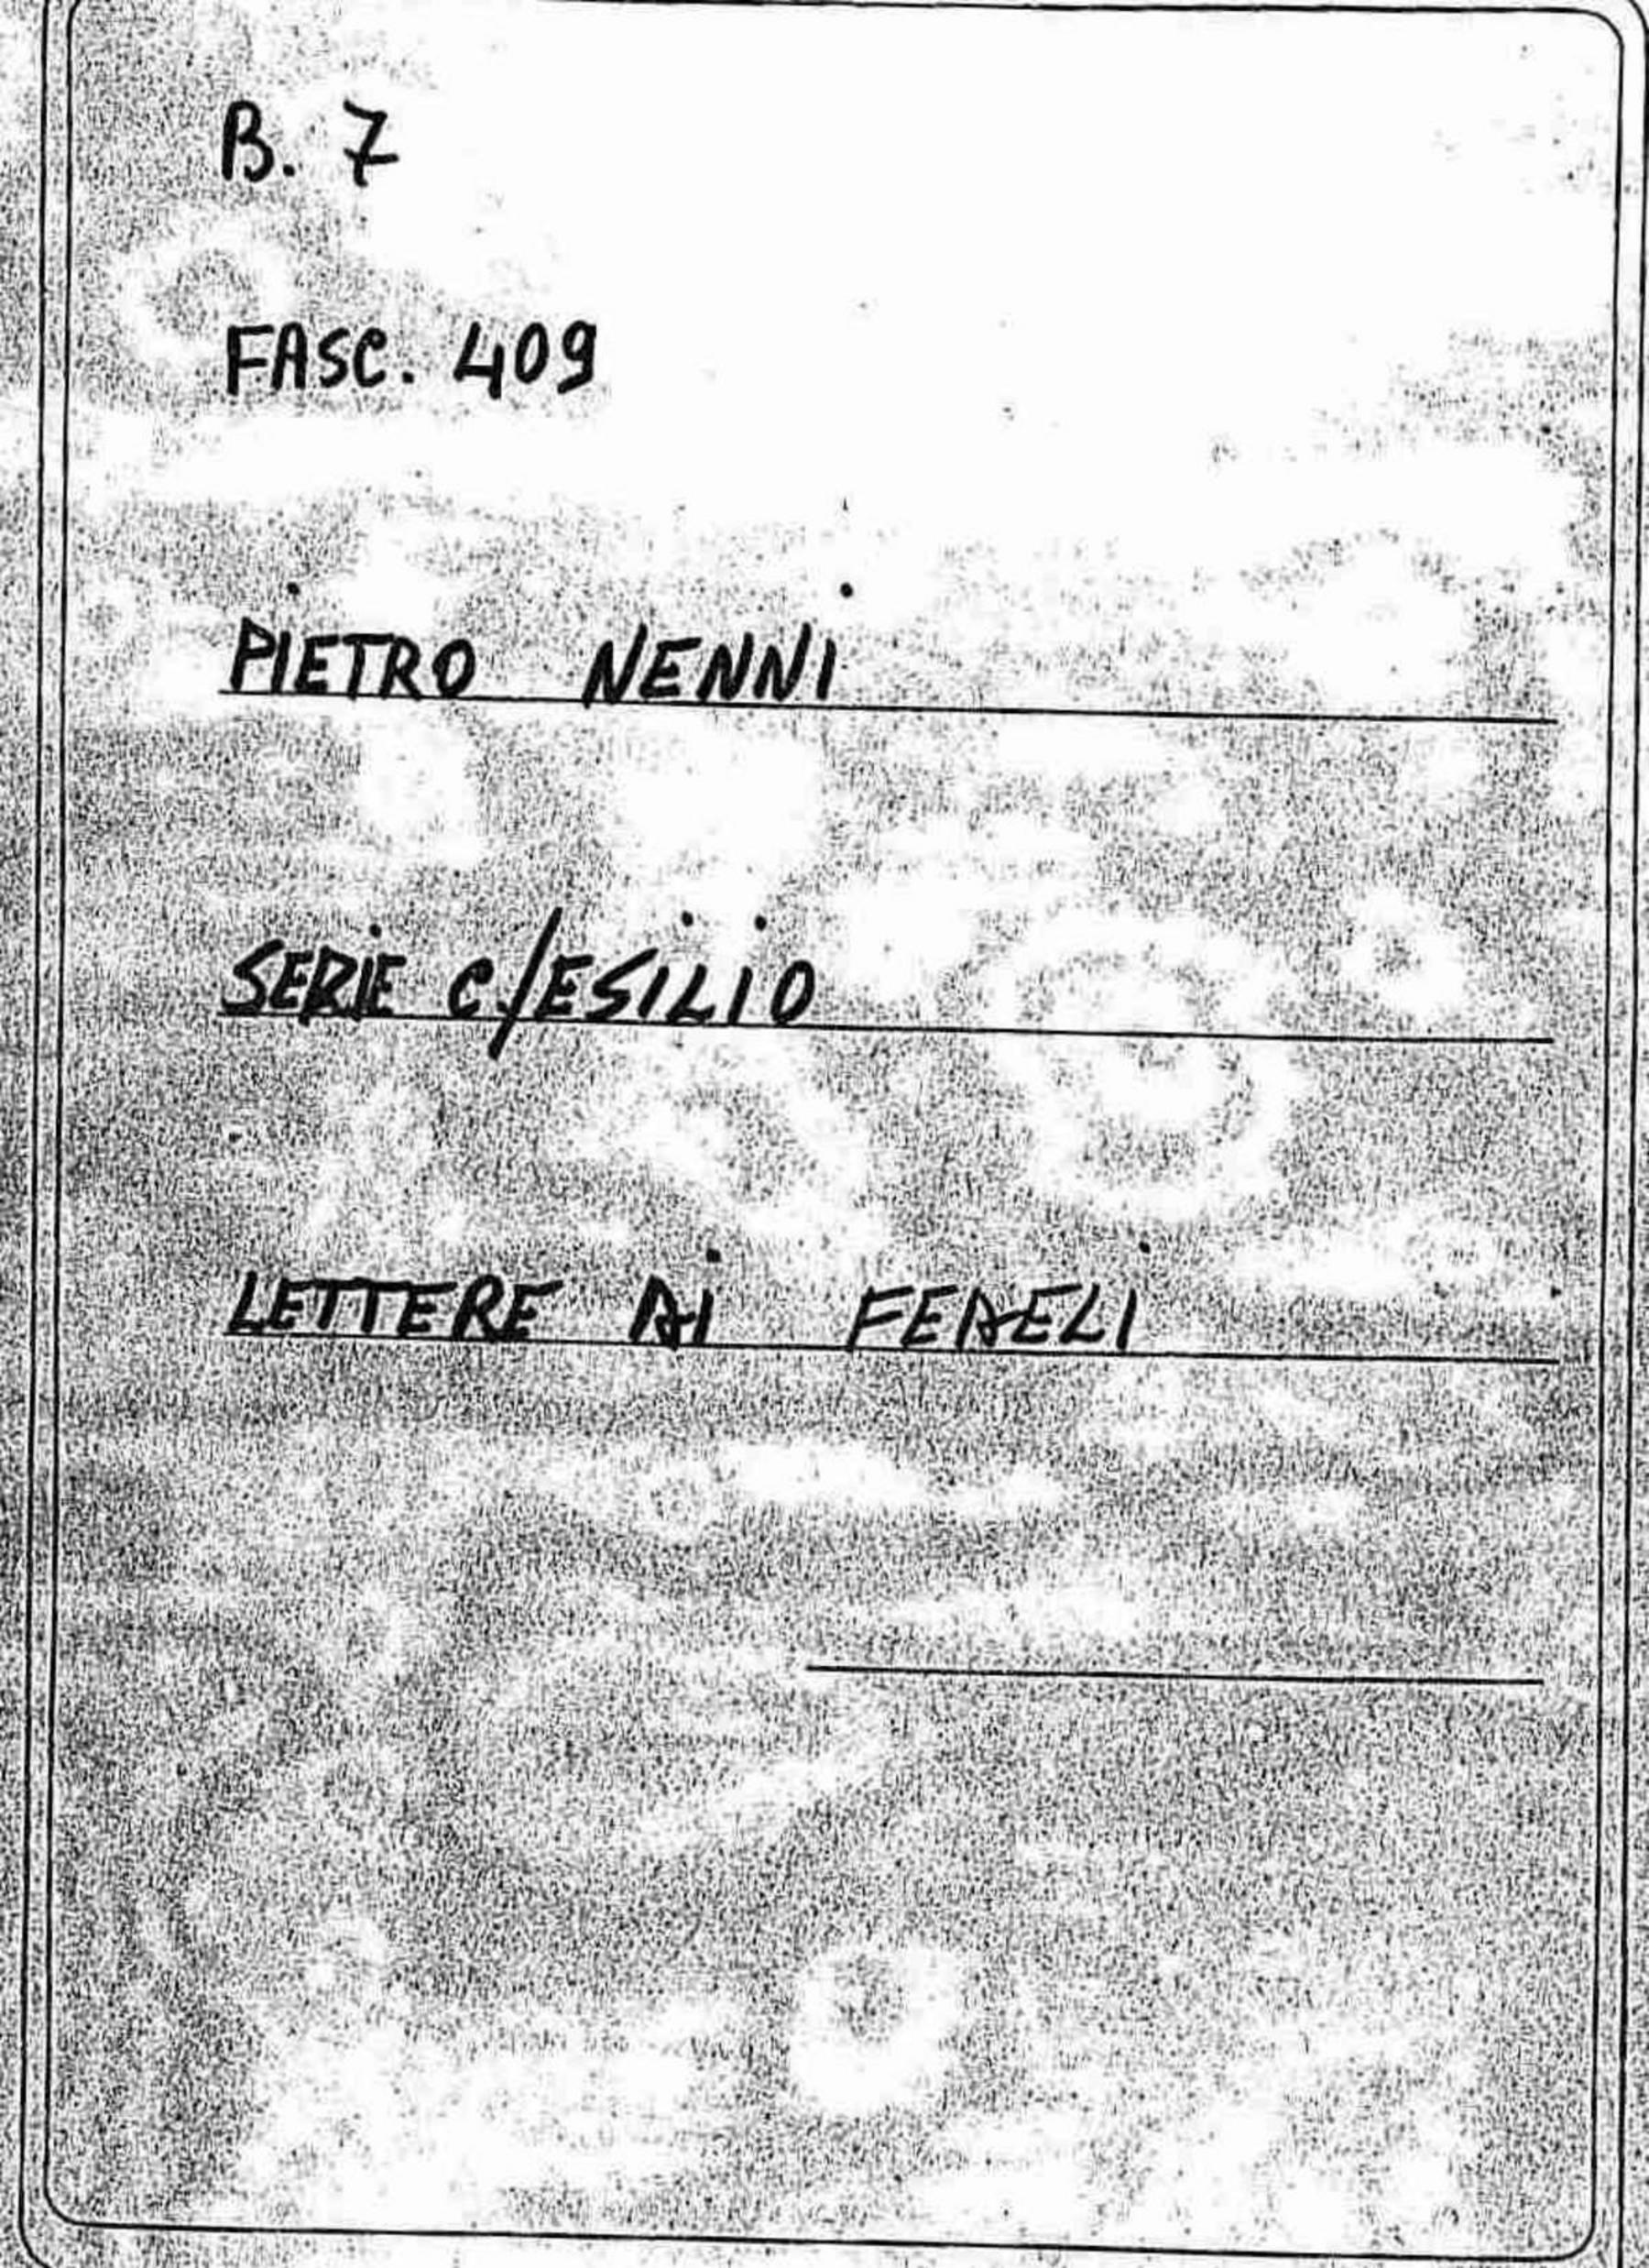 B. 7
FASC. 409
PIETRO NENNI
SERIE C./ESILIO
LETTERE Di FEDELI